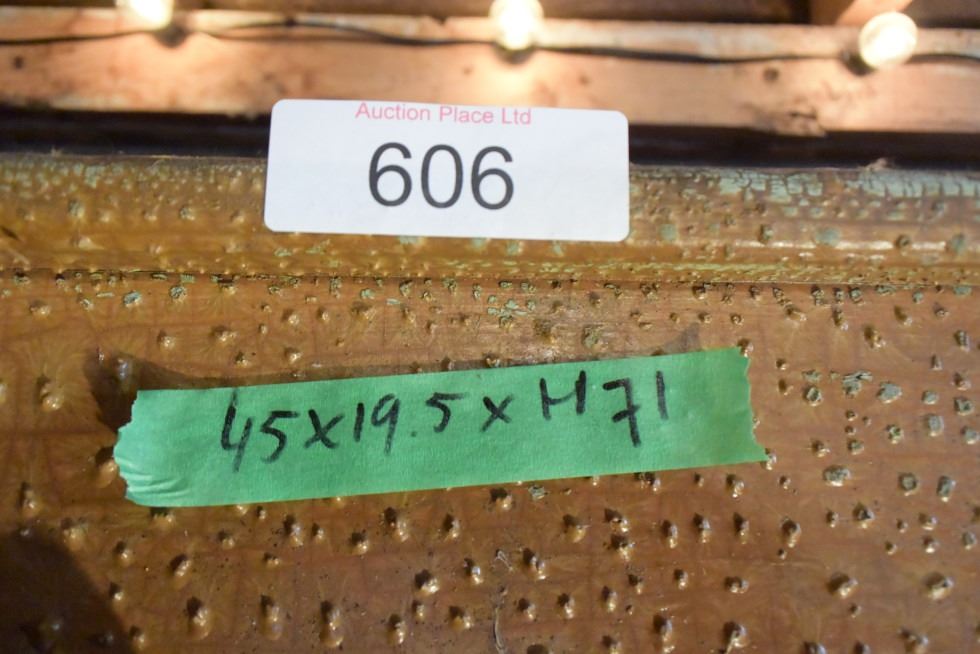 Auction Place Ltd
606
45x19.5xH71